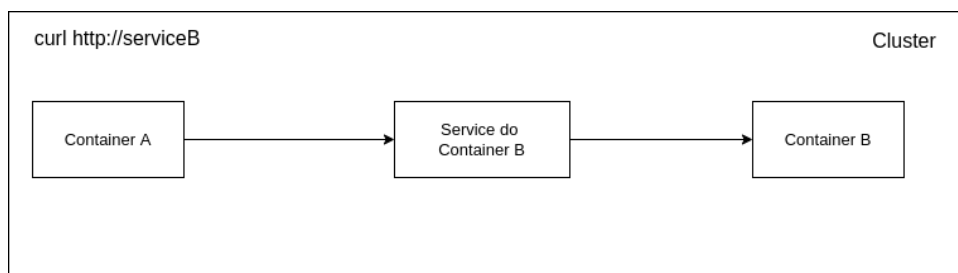 curl http://serviceB
Cluster
Container A
Service do
Container B
Container B